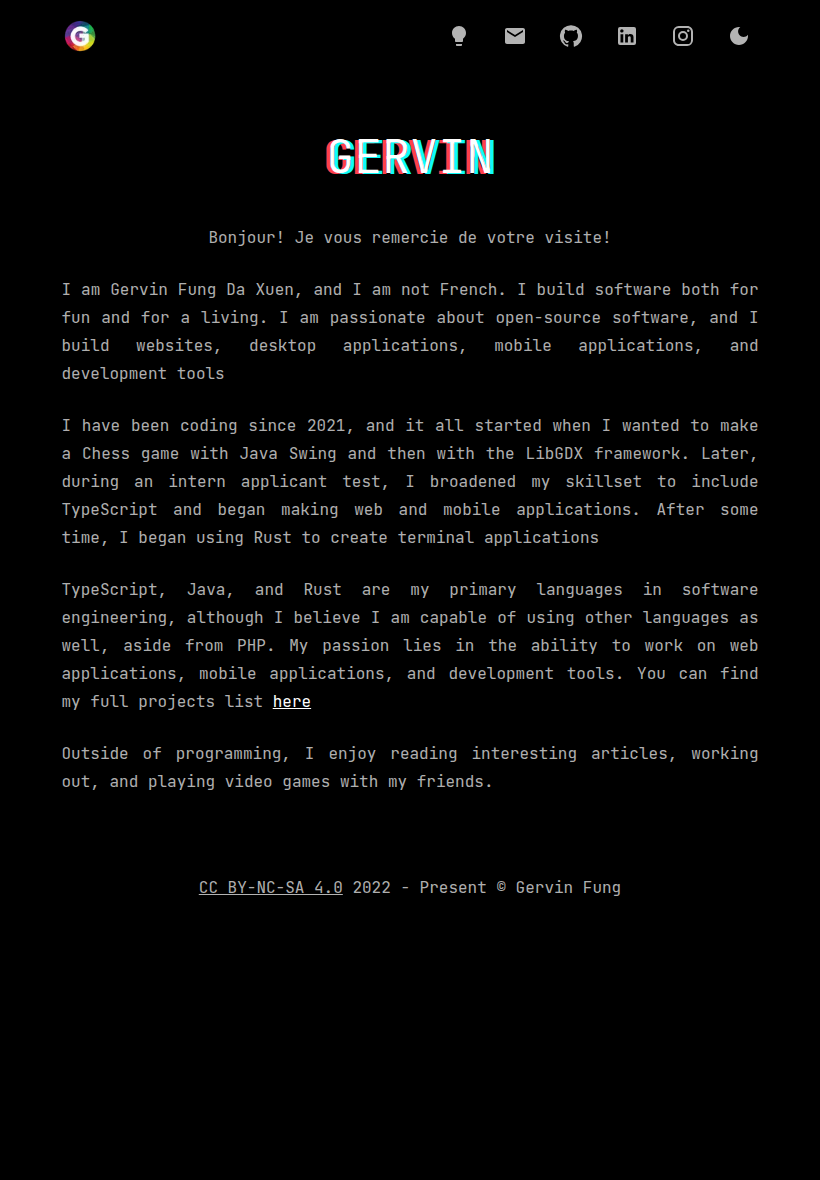 G
GERVIN
Bonjour! Je vous remercie de votre visite!
I am Gervin Fung Da Xuen, and I am not French. I build software both for
fun and for a living. I am passionate about open-source software, and I
build websites, desktop applications, mobile applications, and
development tools
I have been coding since 2021, and it all started when I wanted to make
a Chess game with Java Swing and then with the LibGDX framework. Later,
during an intern applicant test, I broadened my skillset to include
TypeScript and began making web and mobile applications. After some
time, I began using Rust to create terminal applications
TypeScript, Java, and Rust are my primary languages in software
engineering, although I believe I am capable of using other languages as
well, aside from PHP. My passion lies in the ability to work on web
applications, mobile applications, and development tools. You can find
my full projects list here
Outside of programming, I enjoy reading interesting articles, working
out, and playing video games with my friends.
CC BY-NC-SA 4.0 2022 - Present © Gervin Fung